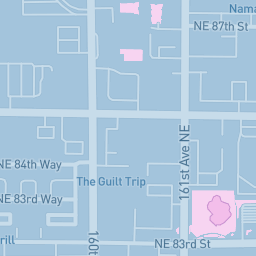 Nama
NE 87th St
161st Ave NE
NE 84th Way
The Guilt Trip
NE 83rd Way
160t
rill
NE 83rd St